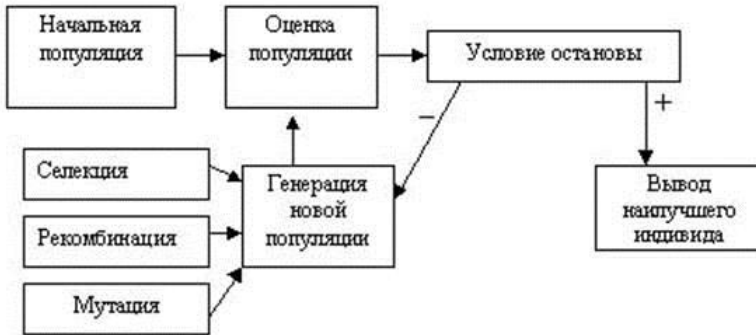 Начальная
популяция
Оценка
популяции
Условие остановы
–
+
Селекция
Рекомбинация
Мутация
Генерация
новой
популяции
Вывод
наилучшего
индивида